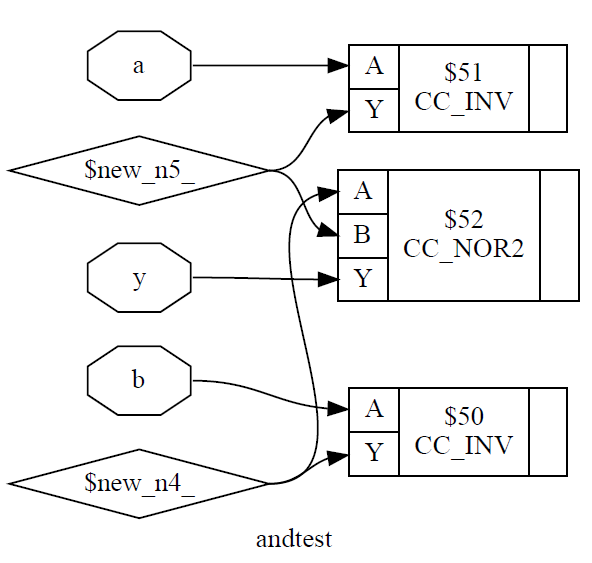 a
A
$51
CC_INV
Y
$new_n5_
A
$52
B
CC_NOR2
y
Y
b
A
$50
CC_INV
Y
$new_n4_
andtest